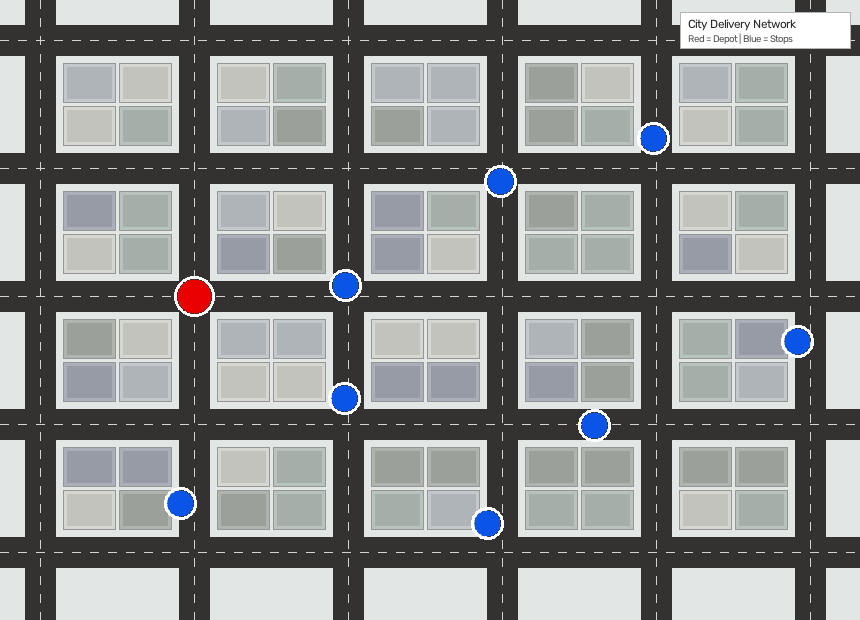 City Delivery Network
Red = Depot | Blue = Stops